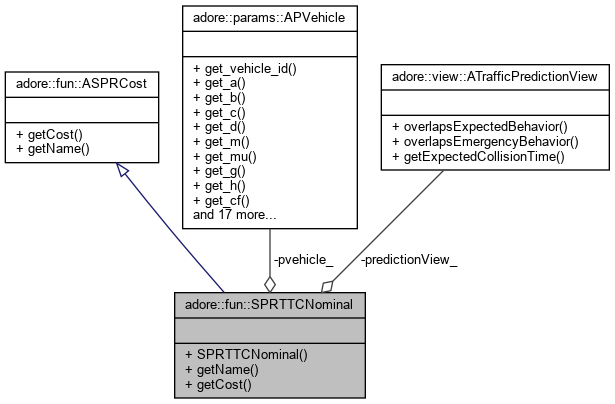 adore::params::APVehicle
+ get_vehicle_id()
+ get_a()
+ get_b()
+ get_c()
+ get_d()
+ get_m()
+ get_mu()
+ get_g()
+ get_h()
+ get_cf()
and 17 more...
adore::fun::ASPRCost
+ getCost()
+ getName()
adore::view::ATrafficPredictionView
+ overlapsExpectedBehavior()
+ overlapsEmergencyBehavior()
+ getExpectedCollisionTime()
-pvehicle_
-predictionView_
adore::fun::SPRTTCNominal
+ SPRTTCNominal()
+ getName()
+ getCost()